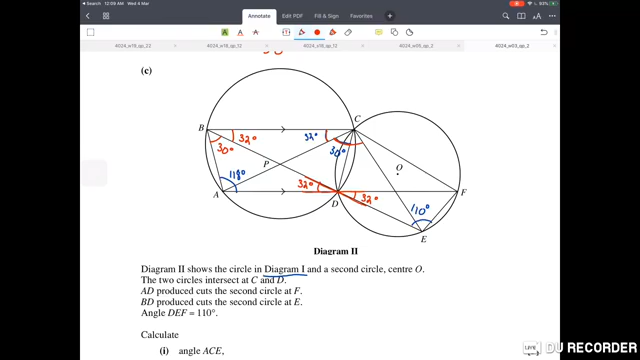 Search 12:09 AM Wed 4 Mar 93%
Annotate Edit PDF Fill & Sign Favorites
4024_w19_qp_22 4024_w18_qp_12 4024_s18_qp_12 4024_w05_qp_2 4024_w03_qp_2
(c)
B C
32° 32°
30° 30°
118° P O
32° 32°
A D F
110°
E
Diagram II
Diagram II shows the circle in Diagram I and a second circle, centre O.
The two circles intersect at C and D.
AD produced cuts the second circle at F.
BD produced cuts the second circle at E.
Angle DEF = 110°.
Calculate
(i) angle ACE,
DU RECORDER